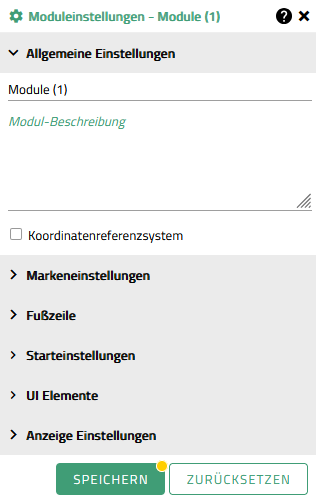 Moduleinstellungen - Module (1)
Allgemeine Einstellungen
Module (1)
Modul-Beschreibung
Koordinatenreferenzsystem
Markeneinstellungen
Fußzeile
Starteinstellungen
UI Elemente
Anzeige Einstellungen
SPEICHERN ZURÜCKSETZEN